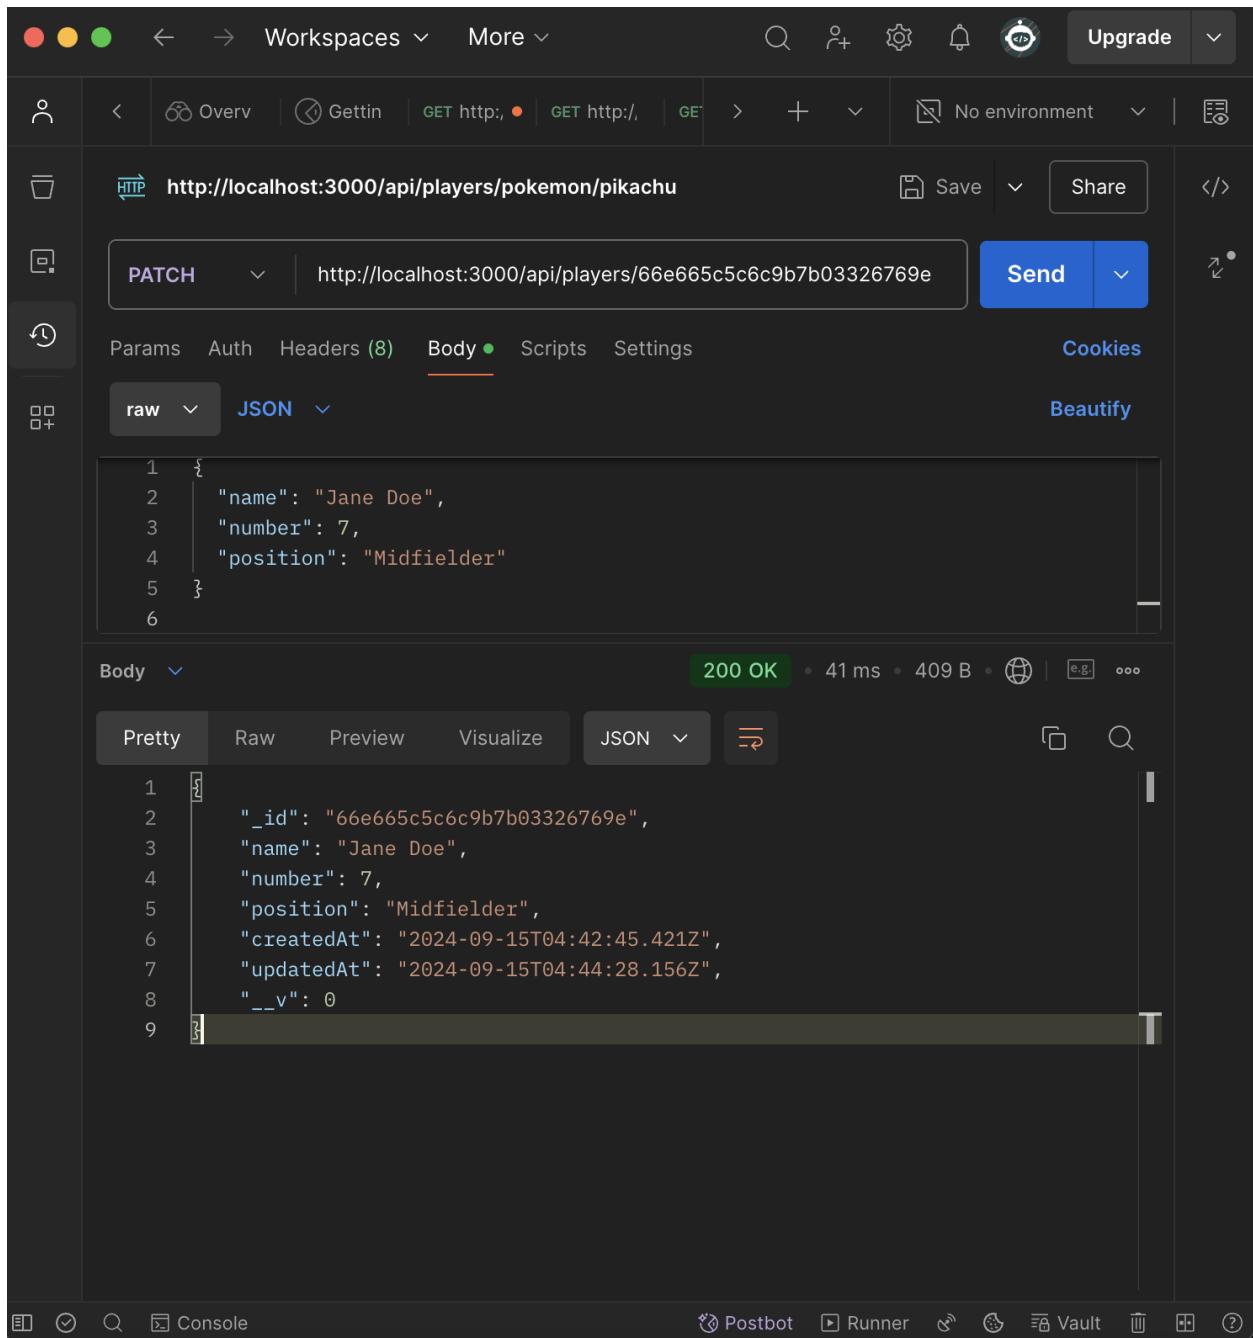 Workspaces More Upgrade
Overv Gettin GET http:, GET http:/, GET No environment
HTTP http://localhost:3000/api/players/pokemon/pikachu Save Share
PATCH http://localhost:3000/api/players/66e665c5c6c9b7b03326769e Send
Params Auth Headers (8) Body Scripts Settings Cookies
raw JSON Beautify
1 {
2 "name": "Jane Doe",
3 "number": 7,
4 "position": "Midfielder"
5 }
6
Body 200 OK 41 ms 409 B e.g.
Pretty Raw Preview Visualize JSON
1 {
2 "_id": "66e665c5c6c9b7b03326769e",
3 "name": "Jane Doe",
4 "number": 7,
5 "position": "Midfielder",
6 "createdAt": "2024-09-15T04:42:45.421Z",
7 "updatedAt": "2024-09-15T04:44:28.156Z",
8 "__v": 0
9 }
Console Postbot Runner Vault